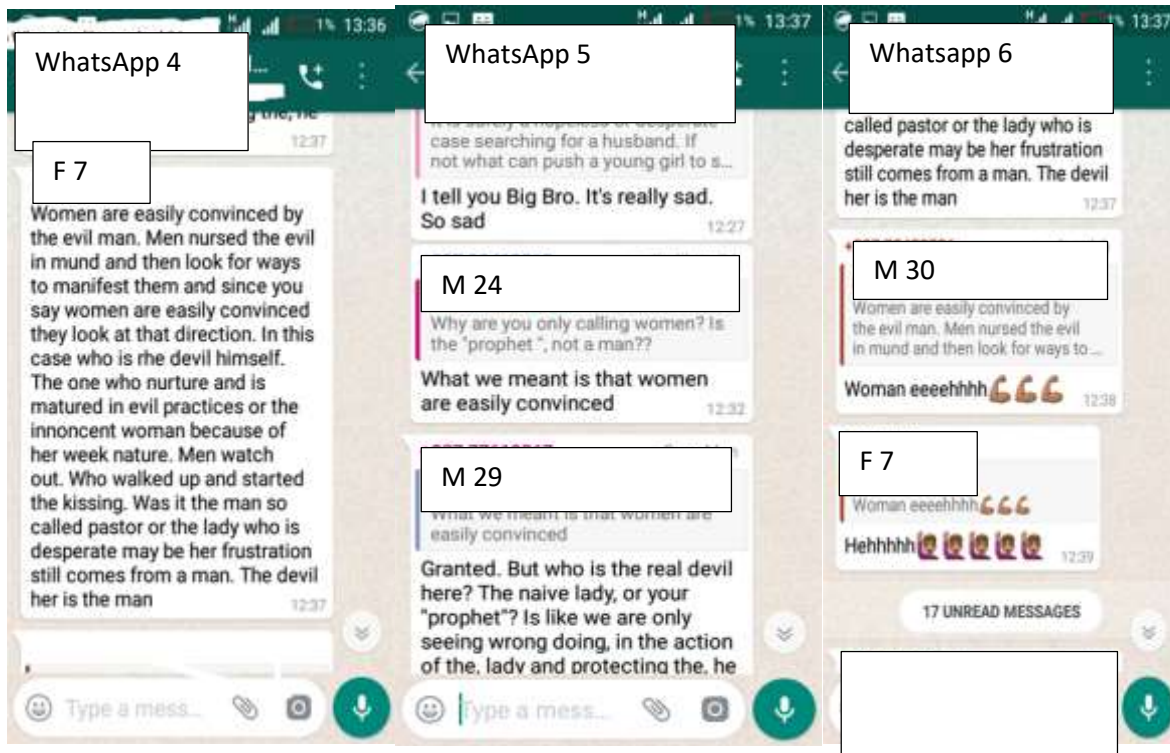 1% 13:36
WhatsApp 4
12:37
F 7
Women are easily convinced by
the evil man. Men nursed the evil
in mund and then look for ways
to manifest them and since you
say women are easily convinced
they look at that direction. In this
case who is rhe devil himself.
The one who nurture and is
matured in evil practices or the
innoncent woman because of
her week nature. Men watch
out. Who walked up and started
the kissing. Was it the man so
called pastor or the lady who is
desperate may be her frustration
still comes from a man. The devil
her is the man
12:37
Type a mess...
1% 13:37
WhatsApp 5
case searching for a husband. If
not what can push a young girl to s...
I tell you Big Bro. It's really sad.
So sad
12:27
M 24
Why are you only calling women? Is
the "prophet ", not a man??
What we meant is that women
are easily convinced
12:32
M 29
What we meant is that women are
easily convinced
Granted. But who is the real devil
here? The naive lady, or your
"prophet"? Is like we are only
seeing wrong doing, in the action
of the, lady and protecting the, he
Type a mess...
1% 13:37
Whatsapp 6
called pastor or the lady who is
desperate may be her frustration
still comes from a man. The devil
her is the man
12:37
M 30
Women are easily convinced by
the evil man. Men nursed the evil
in mund and then look for ways to ...
Woman eeeehhhh💪🏽💪🏽💪🏽
12:38
F 7
Woman eeeehhhh💪🏽💪🏽💪🏽
Hehhhhh🙋🏽🙋🏽🙋🏽🙋🏽🙋🏽
12:39
17 UNREAD MESSAGES